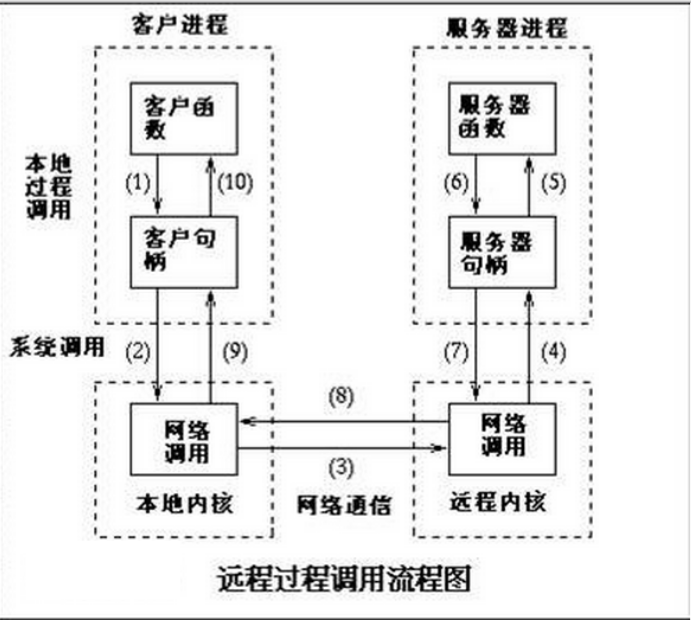 客户进程
服务器进程
客户函
数
服务器
函数
本地
过程
调用
(1)
(10)
(6)
(5)
客户句
柄
服务器
句柄
系统调用
(2)
(9)
(7)
(4)
(8)
网络
调用
网络
调用
(3)
本地内核
网络通信
远程内核
远程过程调用流程图